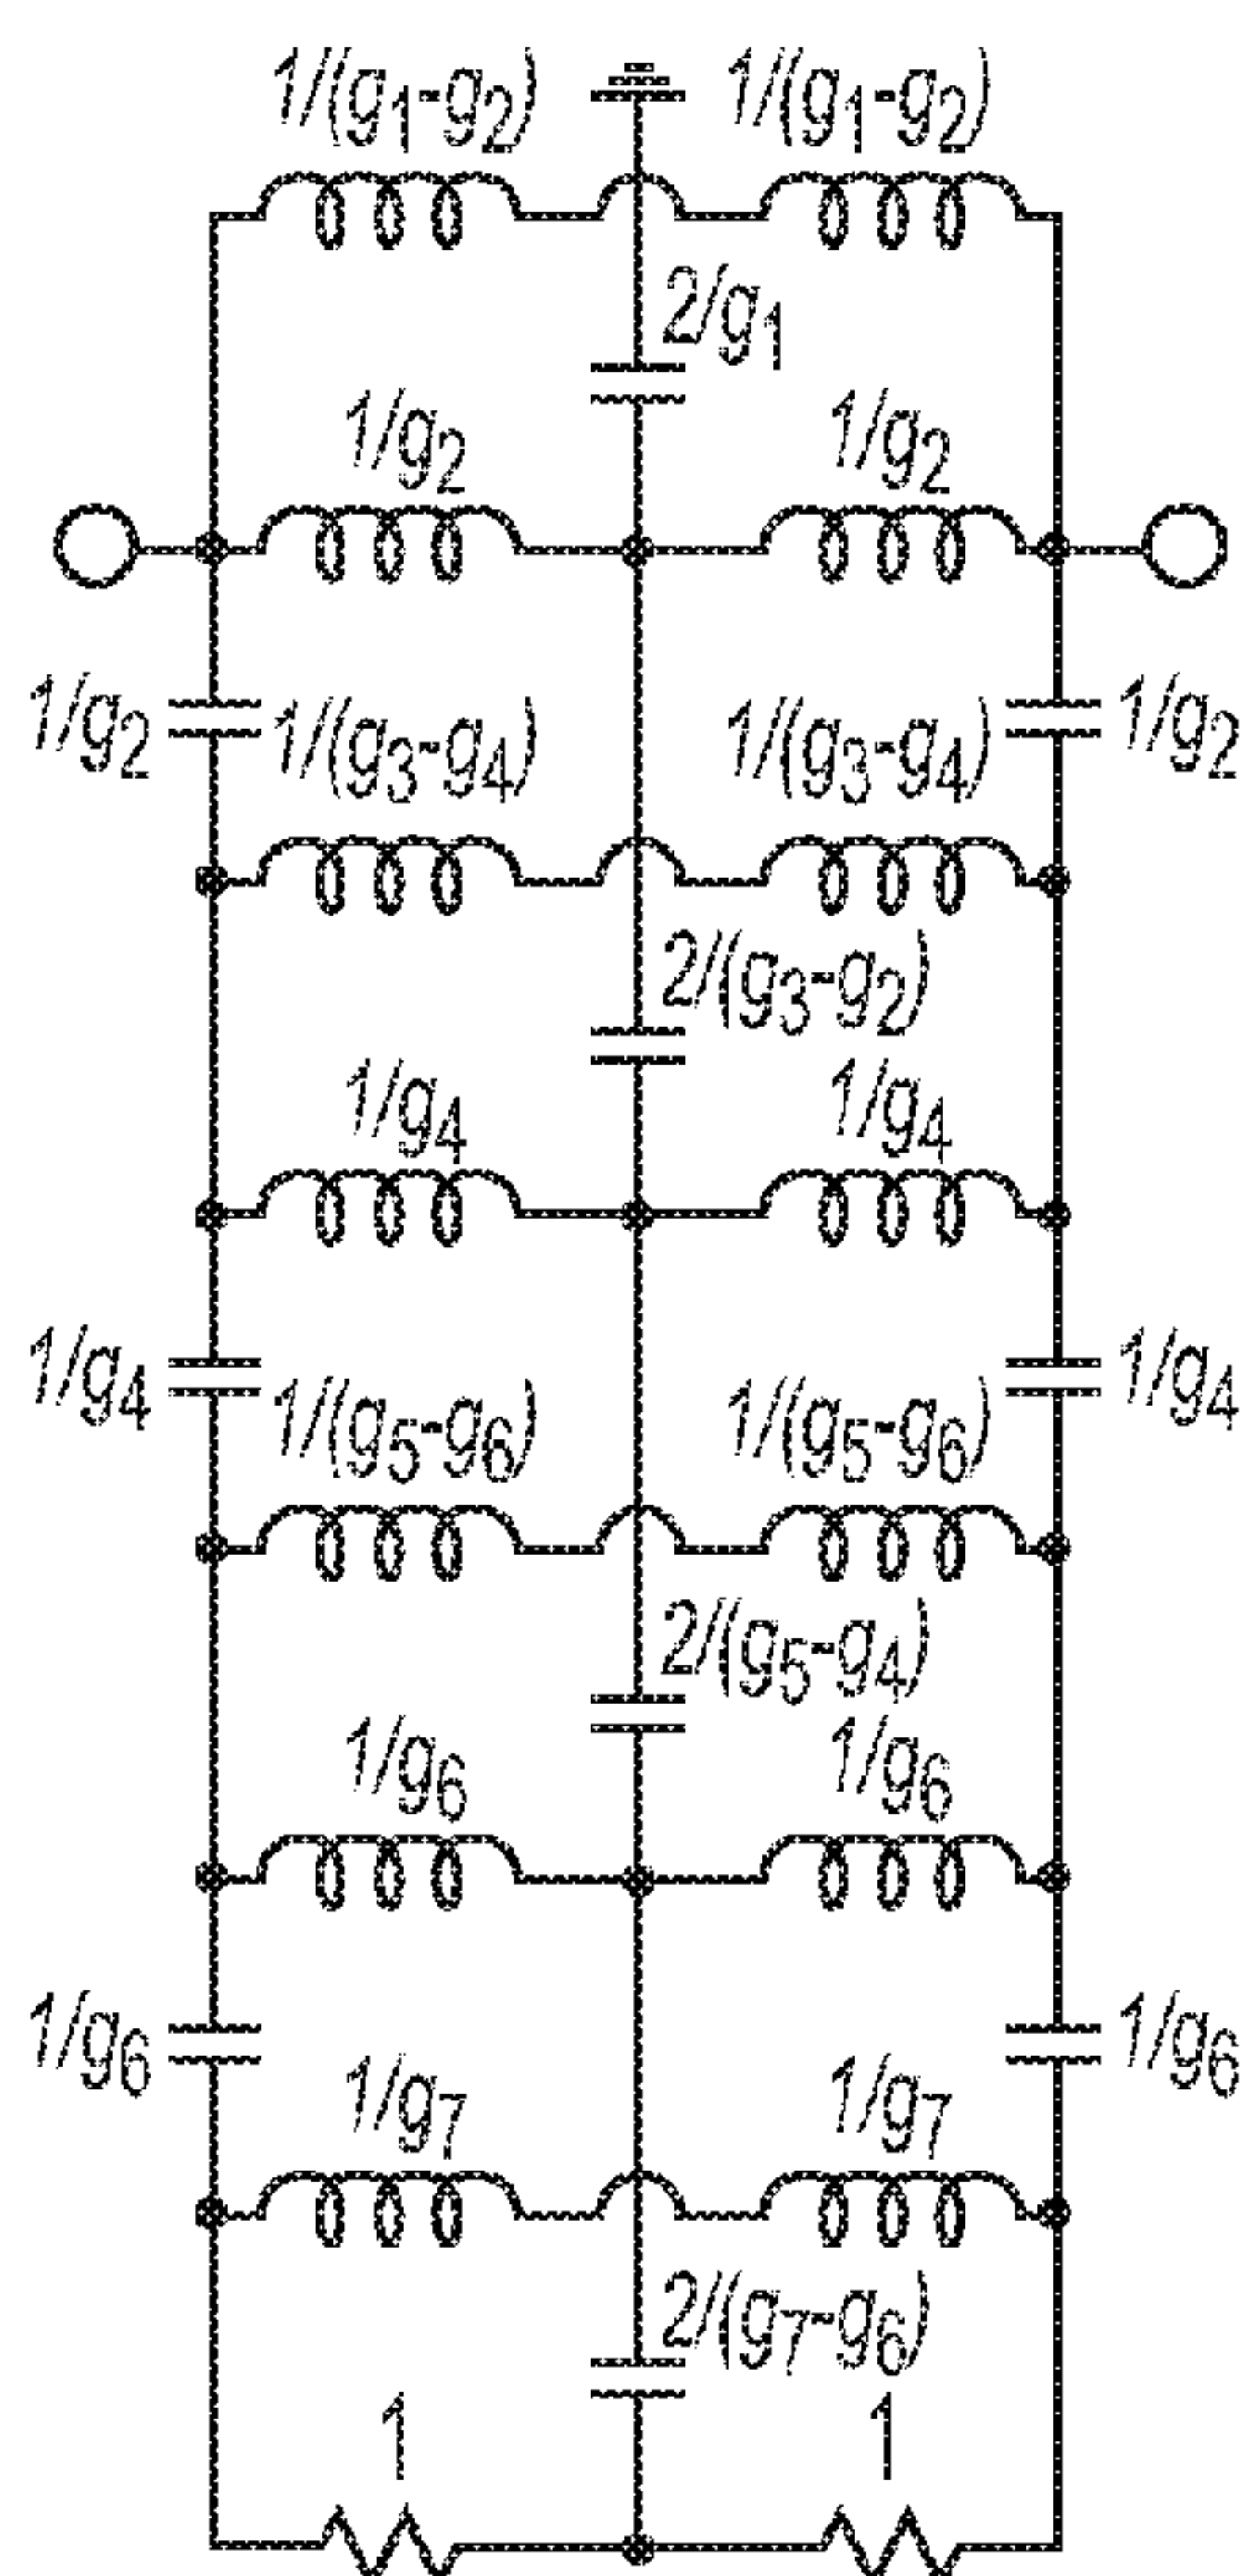 1/(g1-g2) 1/(g1-g2)
2/g1
1/g2 1/g2
1/g2 1/(g3-g4) 1/(g3-g4) 1/g2
2/(g3-g2)
1/g4 1/g4
1/g4 1/(g5-g6) 1/(g5-g6) 1/g4
2/(g5-g4)
1/g6 1/g6
1/g6 1/g7 1/g7 1/g6
2/(g7-g6)
1 1